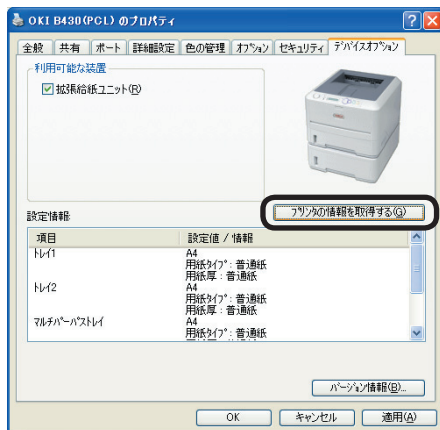 OKI B430(PCL) のプロパティ
全般 共有 ポート 詳細設定 色の管理 オプション セキュリティ デバイスオプション
利用可能な装置
拡張給紙ユニット(R)
プリンタの情報を取得する(G)
設定情報:
項目 設定値 / 情報
トレイ1 A4
用紙タイプ : 普通紙
用紙厚 : 普通紙
トレイ2 A4
用紙タイプ : 普通紙
用紙厚 : 普通紙
マルチパーパストレイ A4
用紙タイプ : 普通紙
バージョン情報(B)...
OK キャンセル 適用(A)